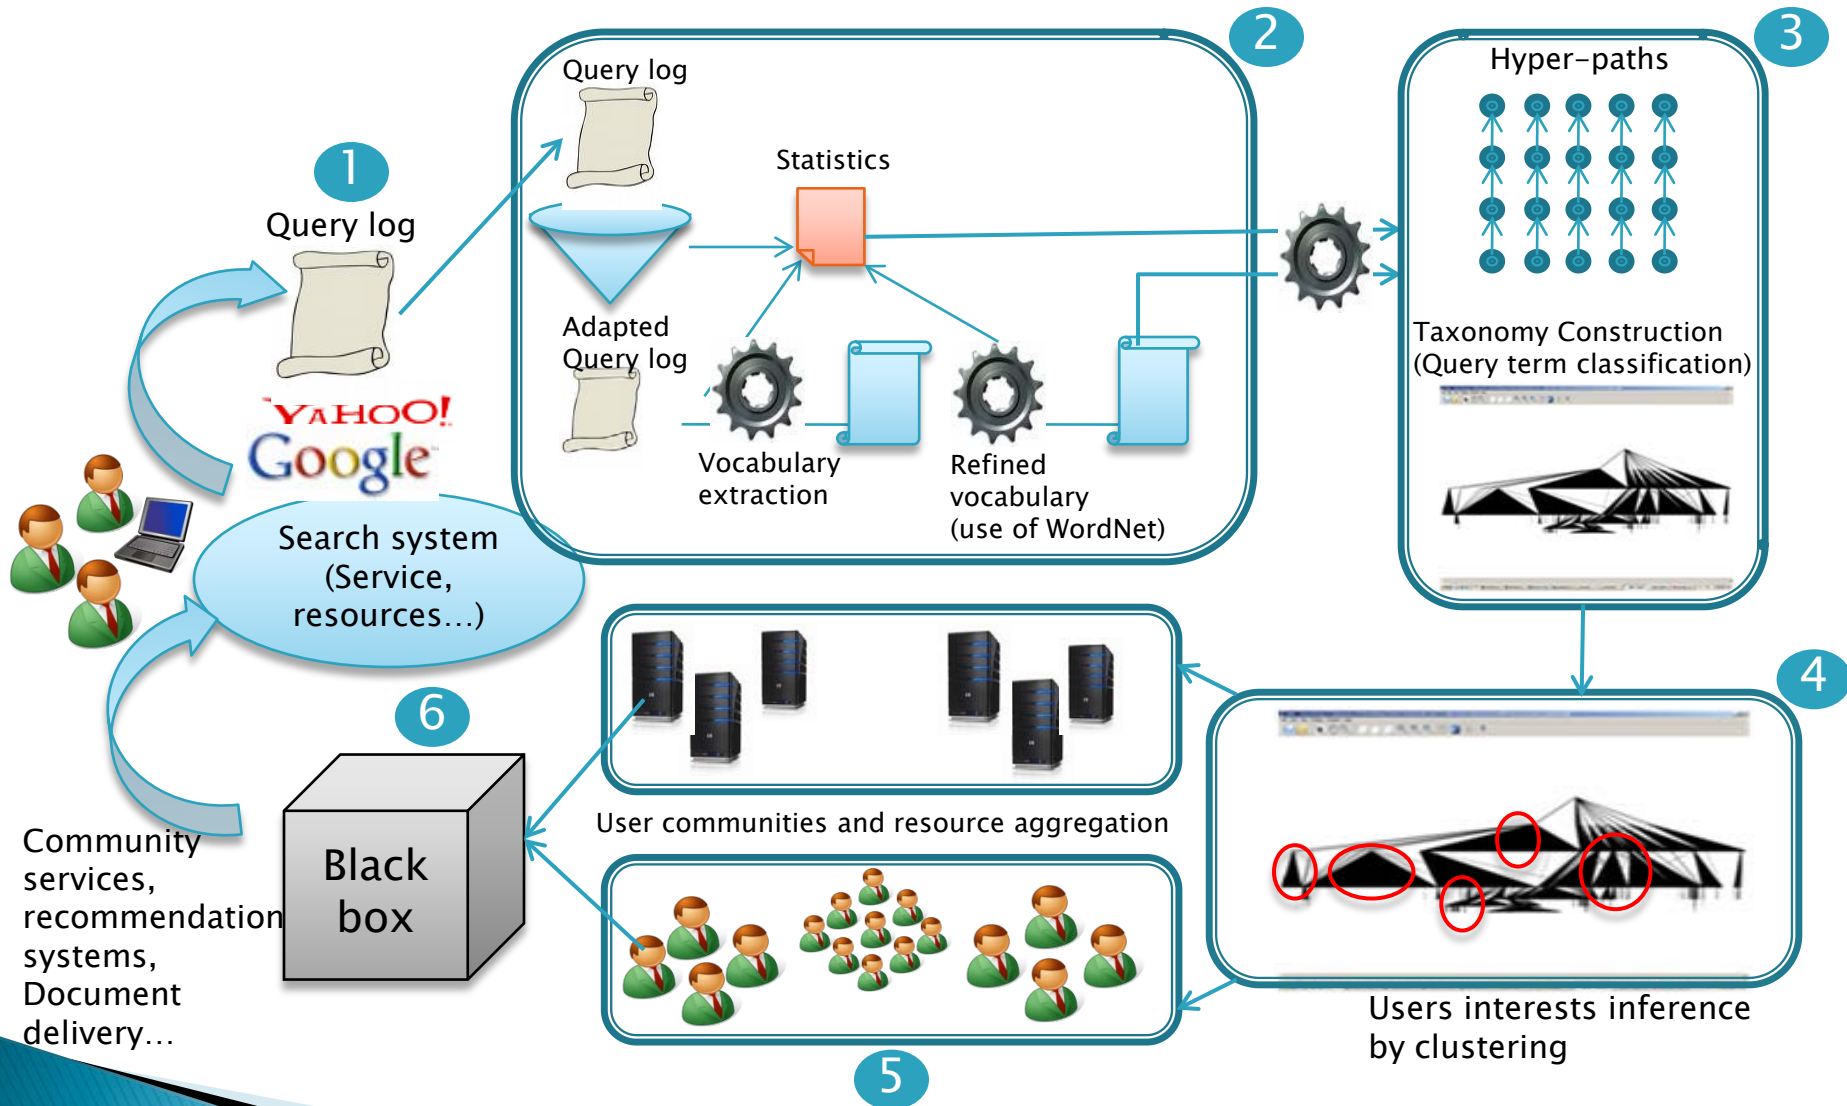 1
Query log
YAHOO!
Google
Search system
(Service,
resources...)
2
Query log
Adapted
Query log
Statistics
Vocabulary
extraction
Refined
vocabulary
(use of WordNet)
3
Hyper-paths
Taxonomy Construction
(Query term classification)
4
Users interests inference
by clustering
User communities and resource aggregation
5
6
Black
box
Community
services,
recommendation
systems,
Document
delivery...